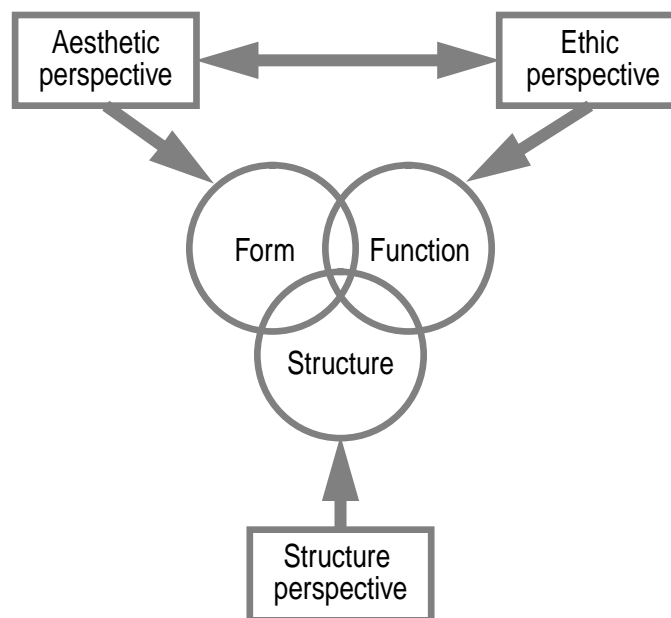 Aesthetic
perspective
Ethic
perspective
Form
Function
Structure
Structure
perspective